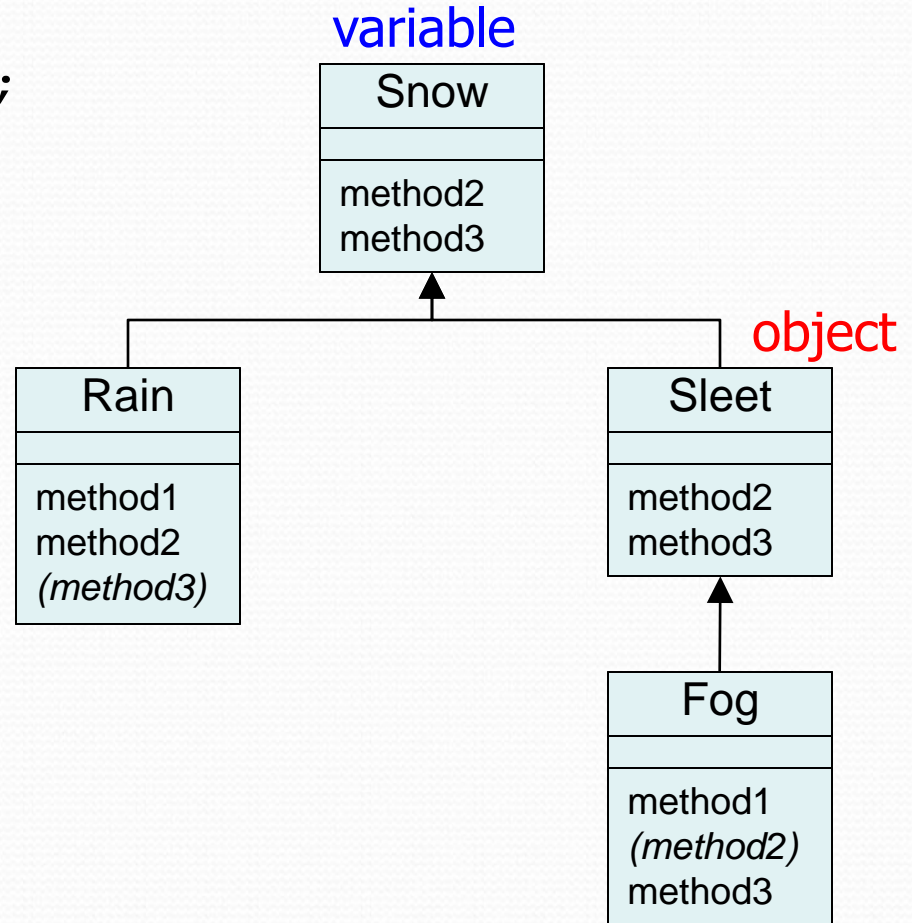 ;
variable
Snow
method2
method3
object
Rain
method1
method2
(method3)
Sleet
method2
method3
Fog
method1
(method2)
method3